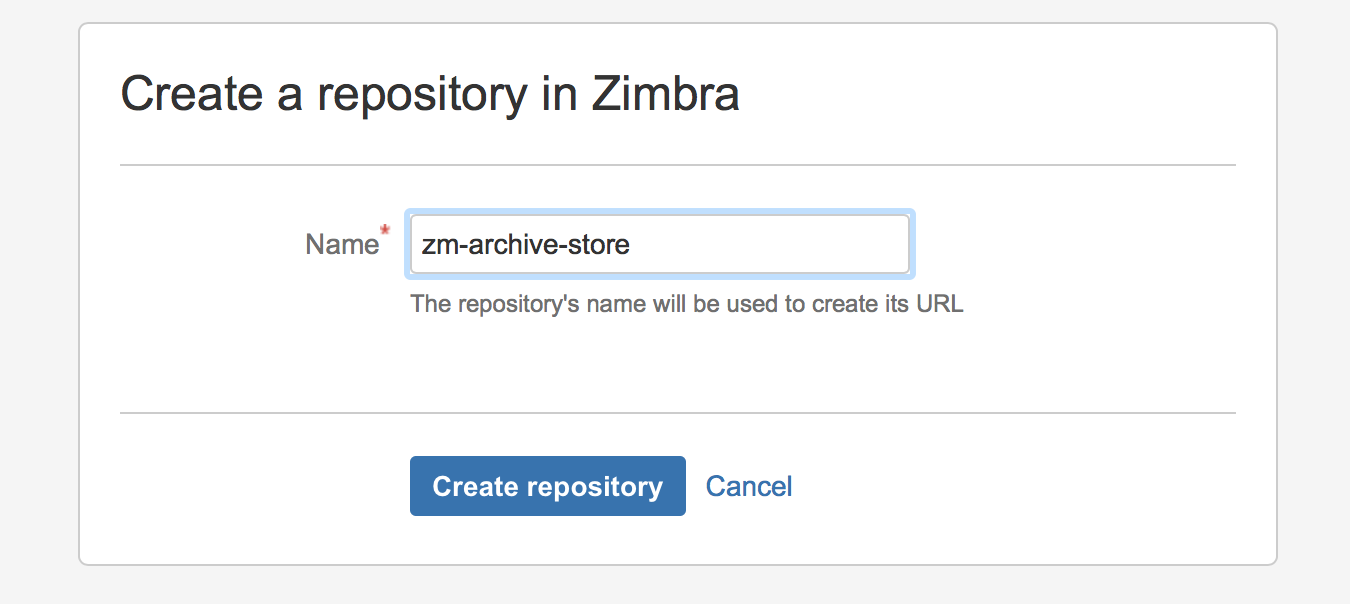 Create a repository in Zimbra
Name*
zm-archive-store
The repository's name will be used to create its URL
Create repository
Cancel